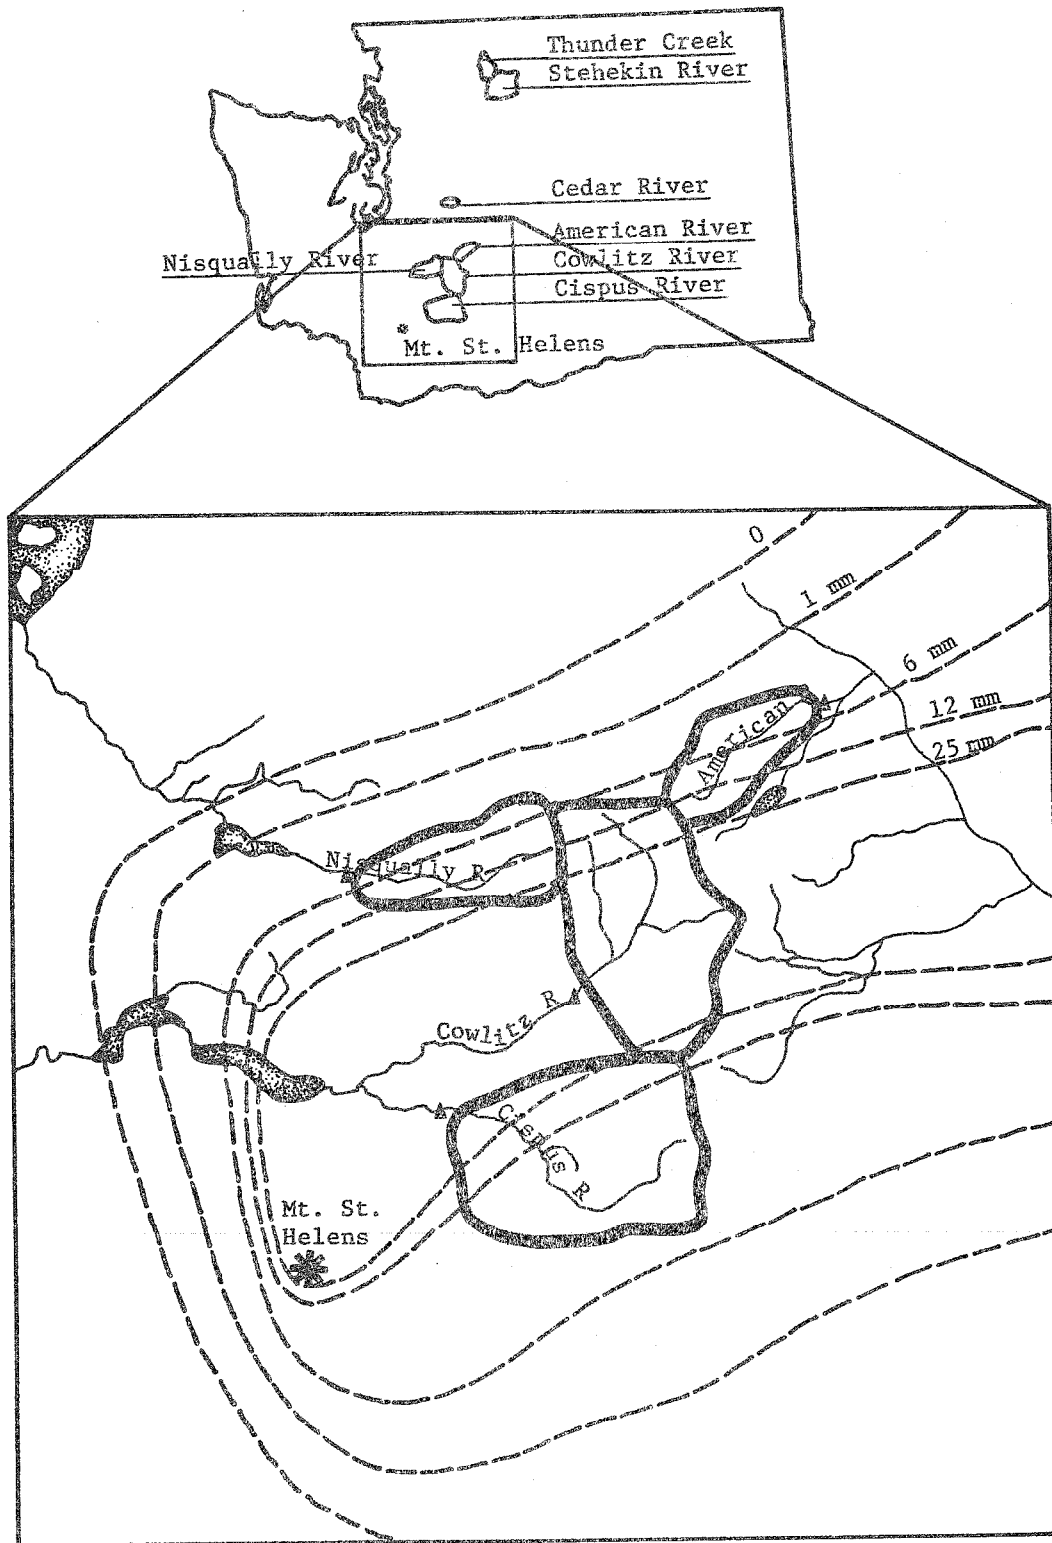 Thunder Creek
Stehekin River
Cedar River
American River
Nisqually River
Cowlitz River
Cispus River
Mt. St. Helens
0
1 mm
6 mm
12 mm
25 mm
American
Nisqually R
Cowlitz R
Cispus R
Mt. St.
Helens